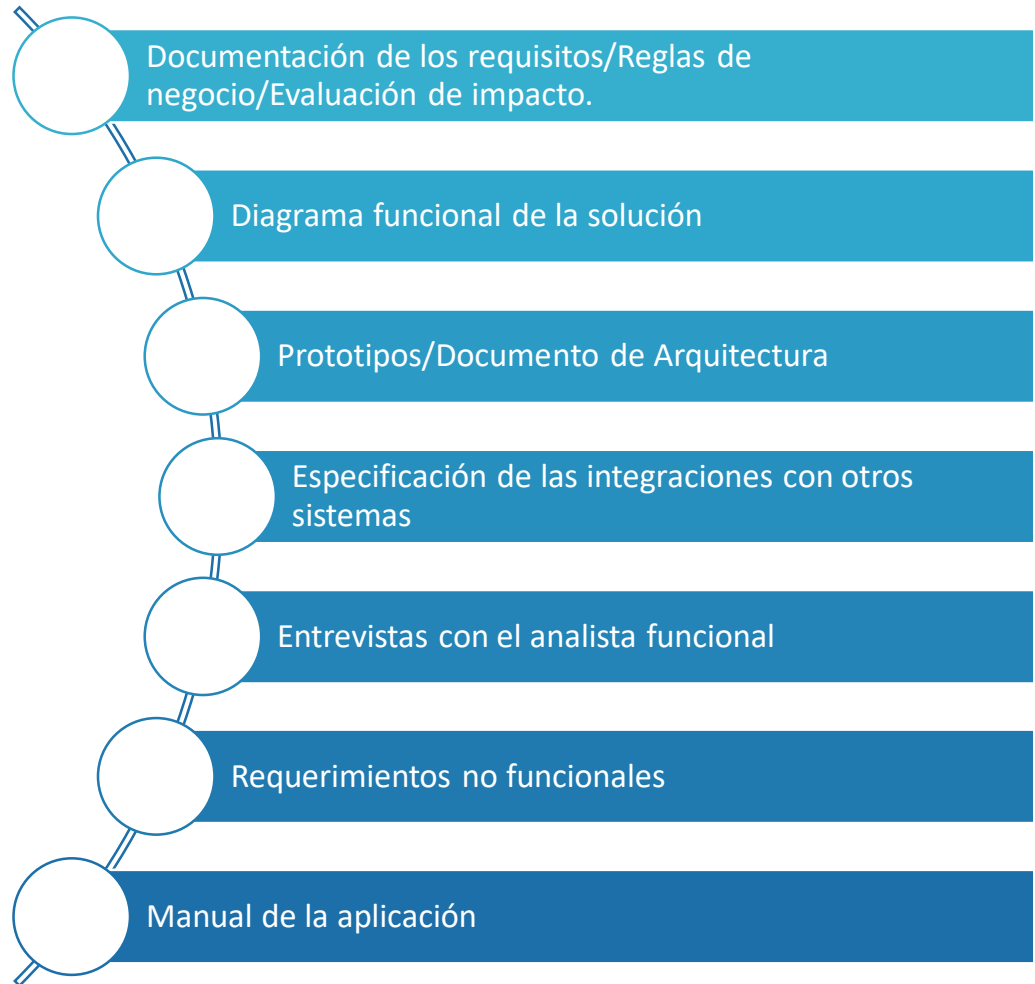 Documentación de los requisitos/Reglas de
negocio/Evaluación de impacto.
Diagrama funcional de la solución
Prototipos/Documento de Arquitectura
Especificación de las integraciones con otros
sistemas
Entrevistas con el analista funcional
Requerimientos no funcionales
Manual de la aplicación